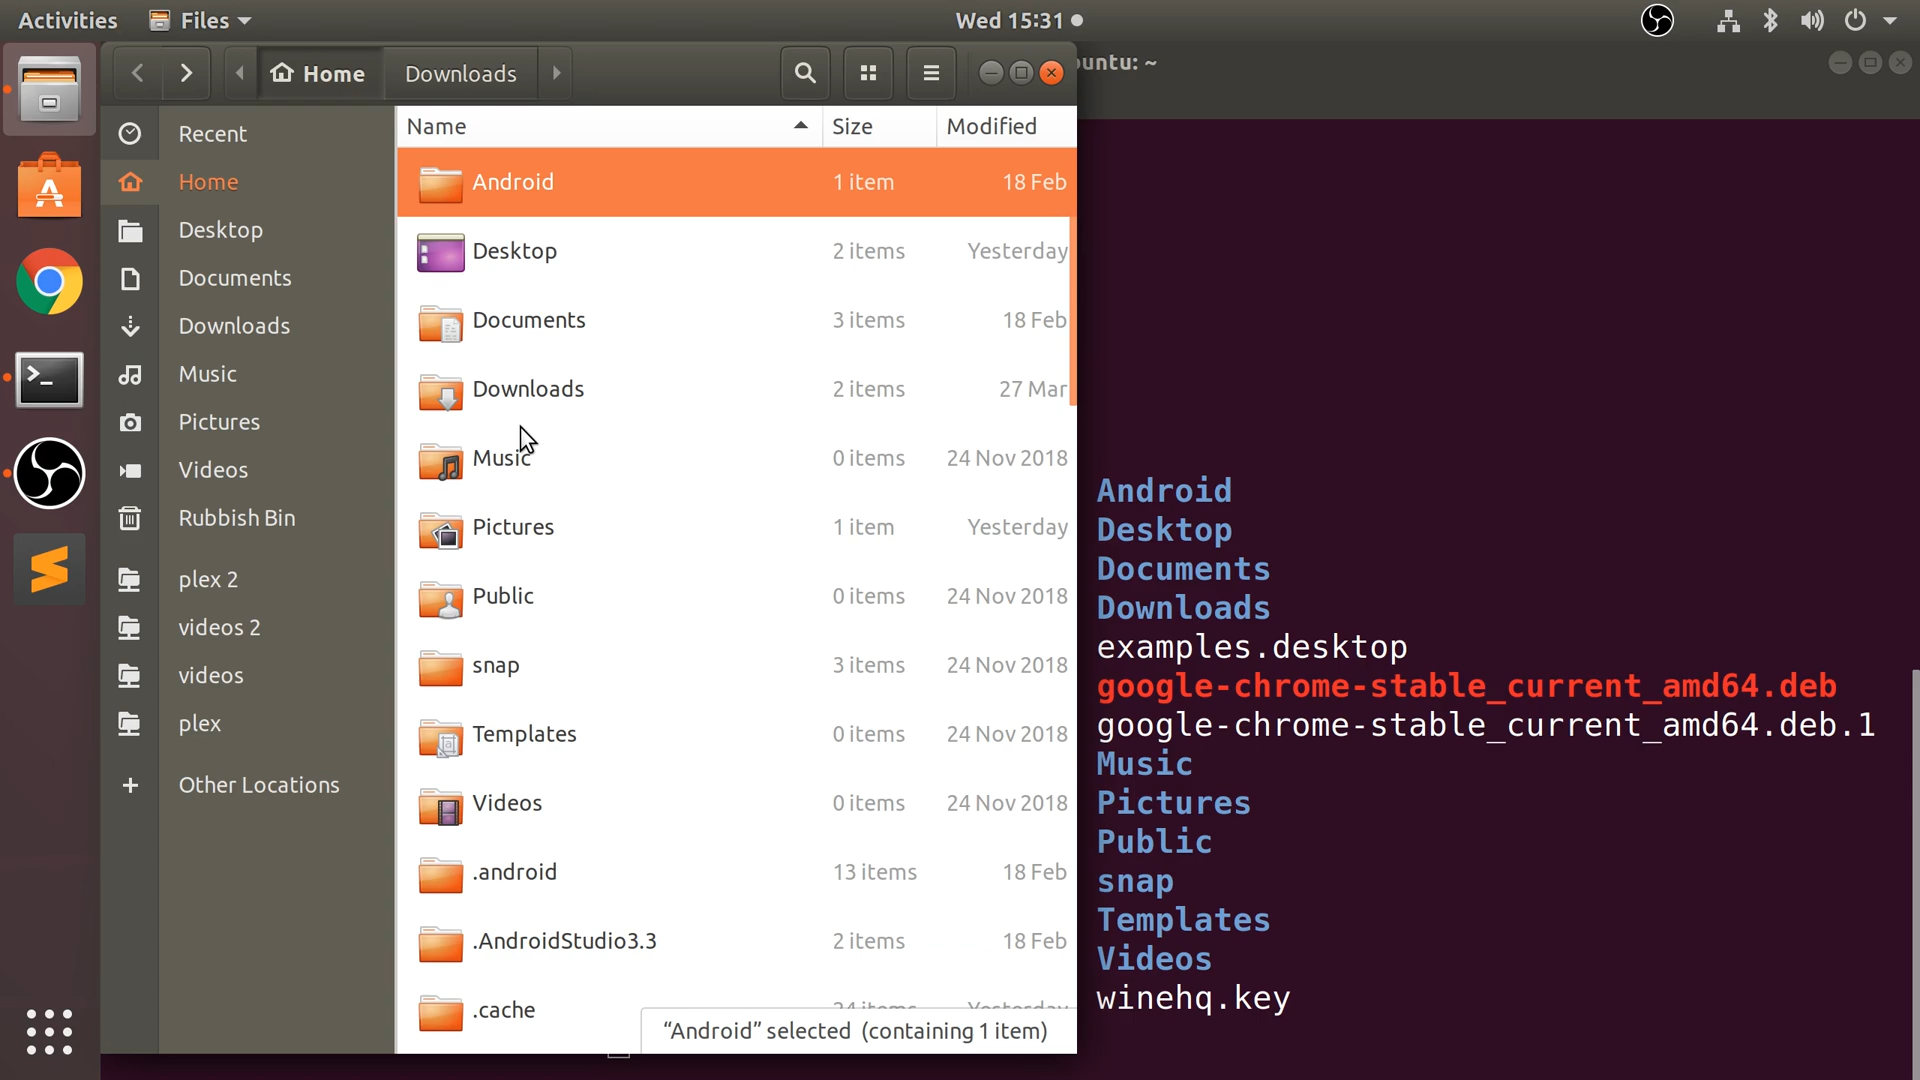 Activities Files Wed 15:31
Home Downloads
untu: ~
Name Size Modified
Recent
Home
Desktop
Documents
Downloads
Music
Pictures
Videos
Rubbish Bin
plex 2
videos 2
videos
plex
Other Locations
Android 1 item 18 Feb
Desktop 2 items Yesterday
Documents 3 items 18 Feb
Downloads 2 items 27 Mar
Music 0 items 24 Nov 2018
Pictures 1 item Yesterday
Public 0 items 24 Nov 2018
snap 3 items 24 Nov 2018
Templates 0 items 24 Nov 2018
Videos 0 items 24 Nov 2018
.android 13 items 18 Feb
.AndroidStudio3.3 2 items 18 Feb
.cache 24 items Yesterday
“Android” selected (containing 1 item)
Android
Desktop
Documents
Downloads
examples.desktop
google-chrome-stable_current_amd64.deb
google-chrome-stable_current_amd64.deb.1
Music
Pictures
Public
snap
Templates
Videos
winehq.key